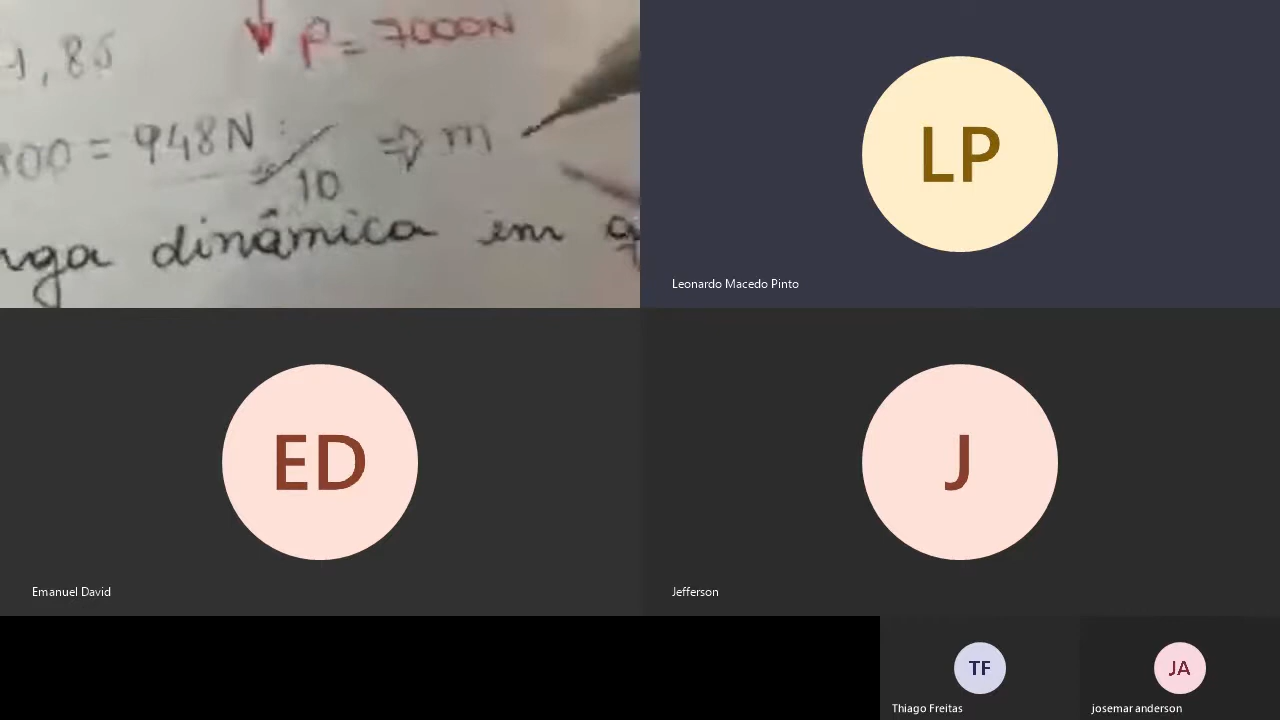 P = 7000N
1,85
800 = 948N
10 ⇒ m
dinâmica em
LP
Leonardo Macedo Pinto
ED
Emanuel David
J
Jefferson
TF
Thiago Freitas
JA
josemar anderson